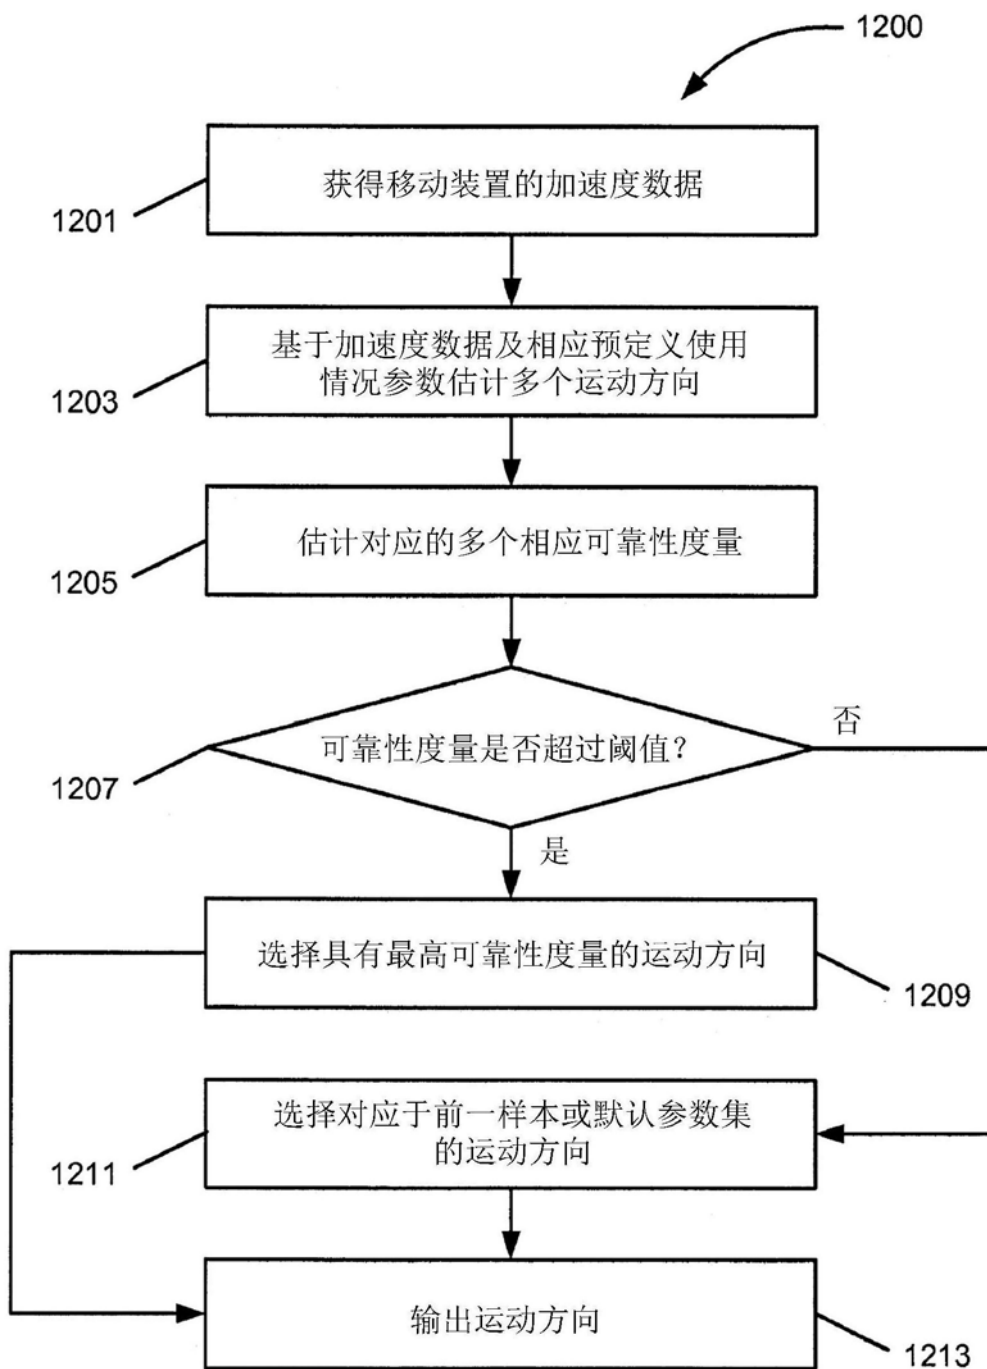 1200
获得移动装置的加速度数据
1201
基于加速度数据及相应预定义使用
情况参数估计多个运动方向
1203
估计对应的多个相应可靠性度量
1205
可靠性度量是否超过阈值？
否
1207
是
选择具有最高可靠性度量的运动方向
1209
选择对应于前一样本或默认参数集
的运动方向
1211
输出运动方向
1213